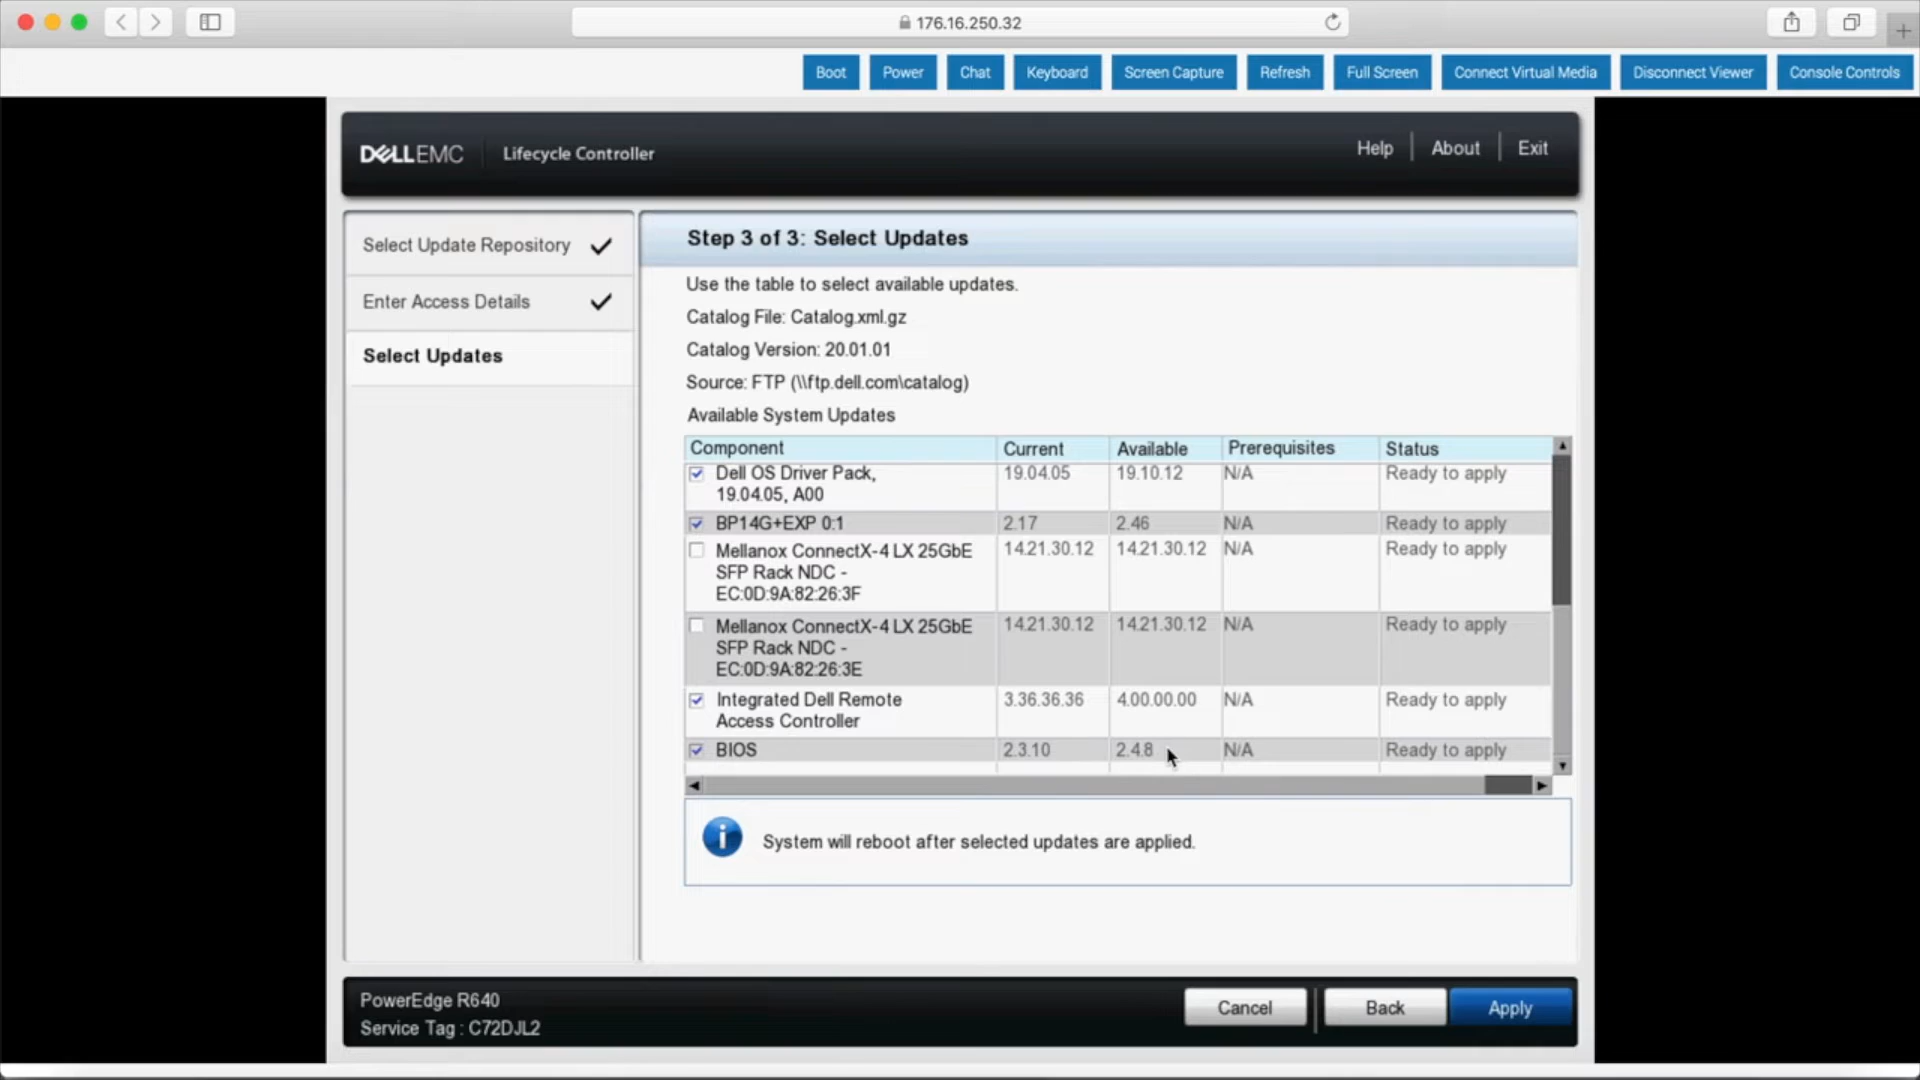 176.16.250.32
Boot
Power
Chat
Keyboard
Screen Capture
Refresh
Full Screen
Connect Virtual Media
Disconnect Viewer
Console Controls
DELLEMC
Lifecycle Controller
Help
About
Exit
Select Update Repository
Enter Access Details
Select Updates
Step 3 of 3: Select Updates
Use the table to select available updates.
Catalog File: Catalog.xml.gz
Catalog Version: 20.01.01
Source: FTP (\\ftp.dell.com\catalog)
Available System Updates
Component Current Available Prerequisites Status
Dell OS Driver Pack, 19.04.05 19.10.12 N/A Ready to apply
19.04.05, A00
BP14G+EXP 0:1 2.17 2.46 N/A Ready to apply
Mellanox ConnectX-4 LX 25GbE 14.21.30.12 14.21.30.12 N/A Ready to apply
SFP Rack NDC -
EC:0D:9A:82:26:3F
Mellanox ConnectX-4 LX 25GbE 14.21.30.12 14.21.30.12 N/A Ready to apply
SFP Rack NDC -
EC:0D:9A:82:26:3E
Integrated Dell Remote 3.36.36.36 4.00.00.00 N/A Ready to apply
Access Controller
BIOS 2.3.10 2.4.8 N/A Ready to apply
System will reboot after selected updates are applied.
PowerEdge R640
Service Tag : C72DJL2
Cancel
Back
Apply